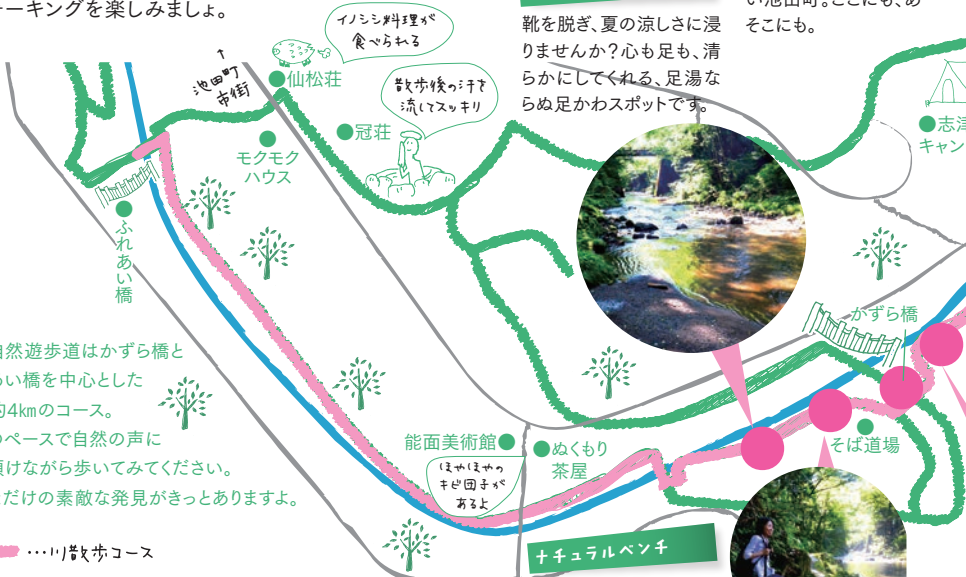 ーキングを楽しみましょ。
靴を脱ぎ、夏の涼しさに浸
りませんか?心も足も、清
らかにしてくれる、足湯な
らぬ足かわスポットです。
い池田町。ここにも、あ
そこにも。
イノシシ料理が
食べられる
↑
池田町
市街
仙松荘
散歩後の汗を
流してスッキリ
冠荘
モクモク
ハウス
志津
キャン
ふれあい橋
かずら橋
自然遊歩道はかずら橋と
あい橋を中心とした
約4kmのコース。
のペースで自然の声に
傾けながら歩いてみてください。
だけの素敵な発見がきっとありますよ。
能面美術館
ほやほやの
キビ団子が
あるよ
ぬくもり
茶屋
そば道場
ナチュラルベンチ
…川散歩コース